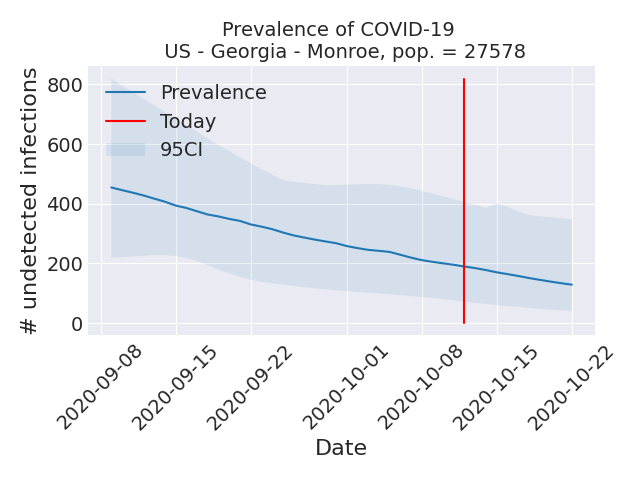 Prevalence of COVID-19
US - Georgia - Monroe, pop. = 27578
# undetected infections
800
600
400
200
0
Prevalence
Today
95CI
2020-09-08
2020-09-15
2020-09-22
2020-10-01
2020-10-08
2020-10-15
2020-10-22
Date